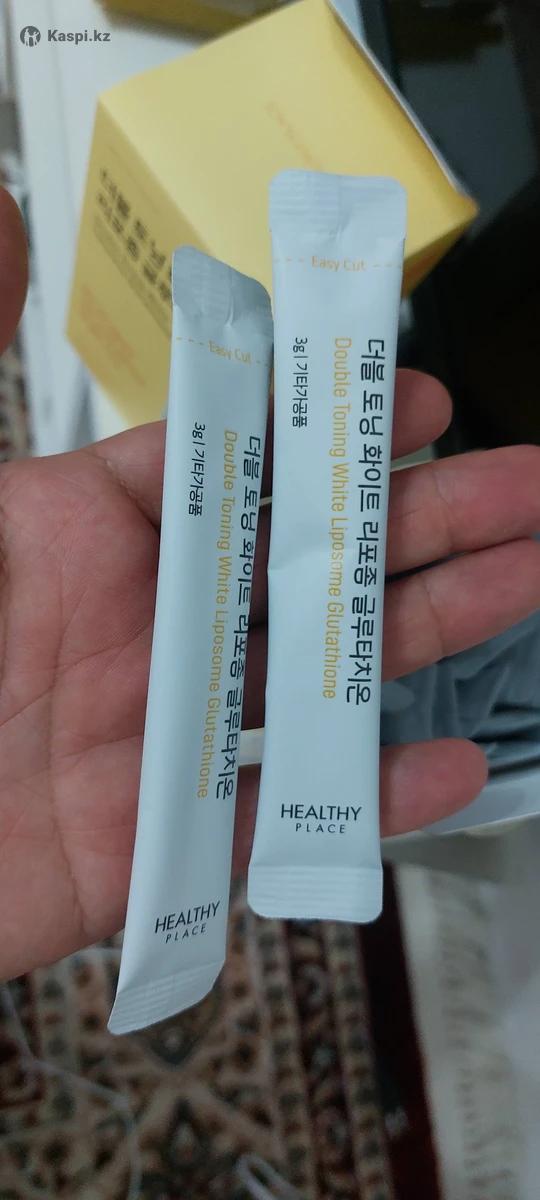 Kaspi.kz
Easy Cut
더블 토닝 화이트 리포좀 글루타치온
Double Toning White Liposome Glutathione
3g | 기타가공품
HEALTHY
PLACE
Easy Cut
더블 토닝 화이트 리포좀 글루타치온
Double Toning White Liposome Glutathione
3g | 기타가공품
HEALTHY
PLACE